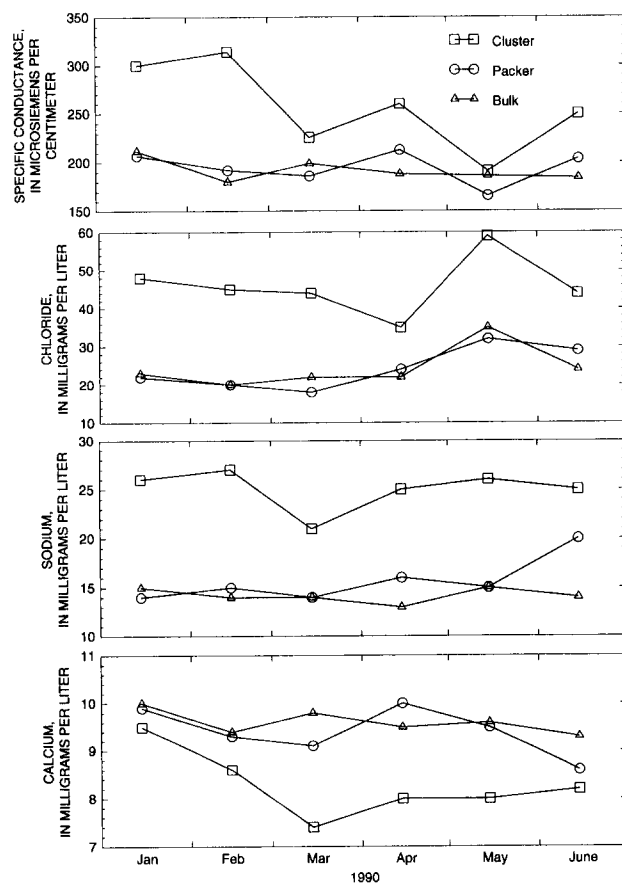 SPECIFIC CONDUCTANCE,
IN MICROSIEMENS PER
CENTIMETER
350
300
250
200
150
Cluster
Packer
Bulk
CHLORIDE,
IN MILLIGRAMS PER LITER
60
50
40
30
20
10
SODIUM,
IN MILLIGRAMS PER LITER
30
25
20
15
10
CALCIUM,
IN MILLIGRAMS PER LITER
11
10
9
8
7
Jan Feb Mar Apr May June
1990